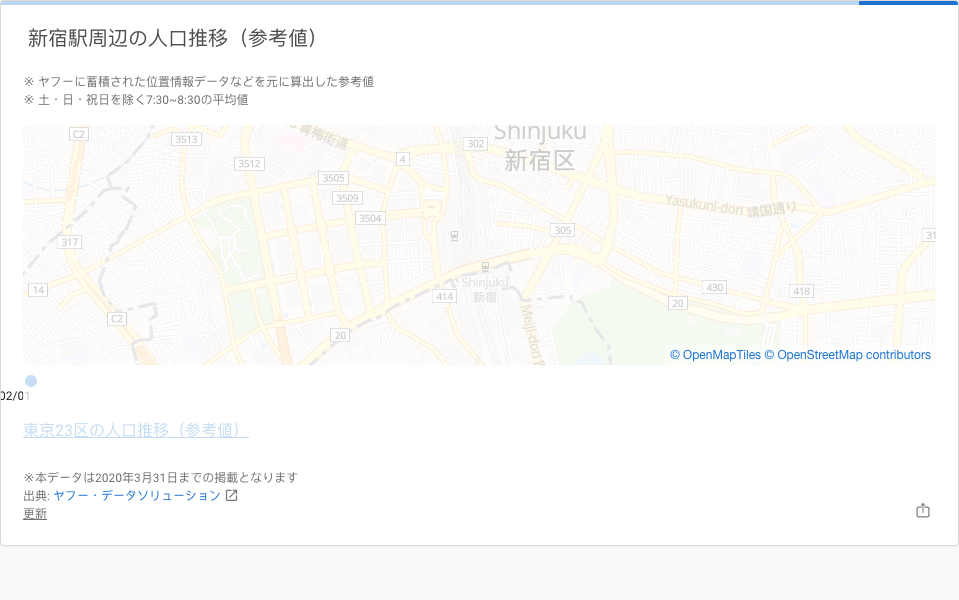 新宿駅周辺の人口推移（参考値）
※ ヤフーに蓄積された位置情報データなどを元に算出した参考値
※ 土・日・祝日を除く7:30~8:30の平均値
C2
3513
青梅街道
302
Shinjuku
新宿区
3512
4
3505
3509
Yasukuni-dori 靖国通り
3504
305
317
31
Shinjuku
新宿
14
414
430
418
20
C2
20
Meiji-dori
© OpenMapTiles © OpenStreetMap contributors
02/01
東京23区の人口推移（参考値）
※本データは2020年3月31日までの掲載となります
出典: ヤフー・データソリューション
更新